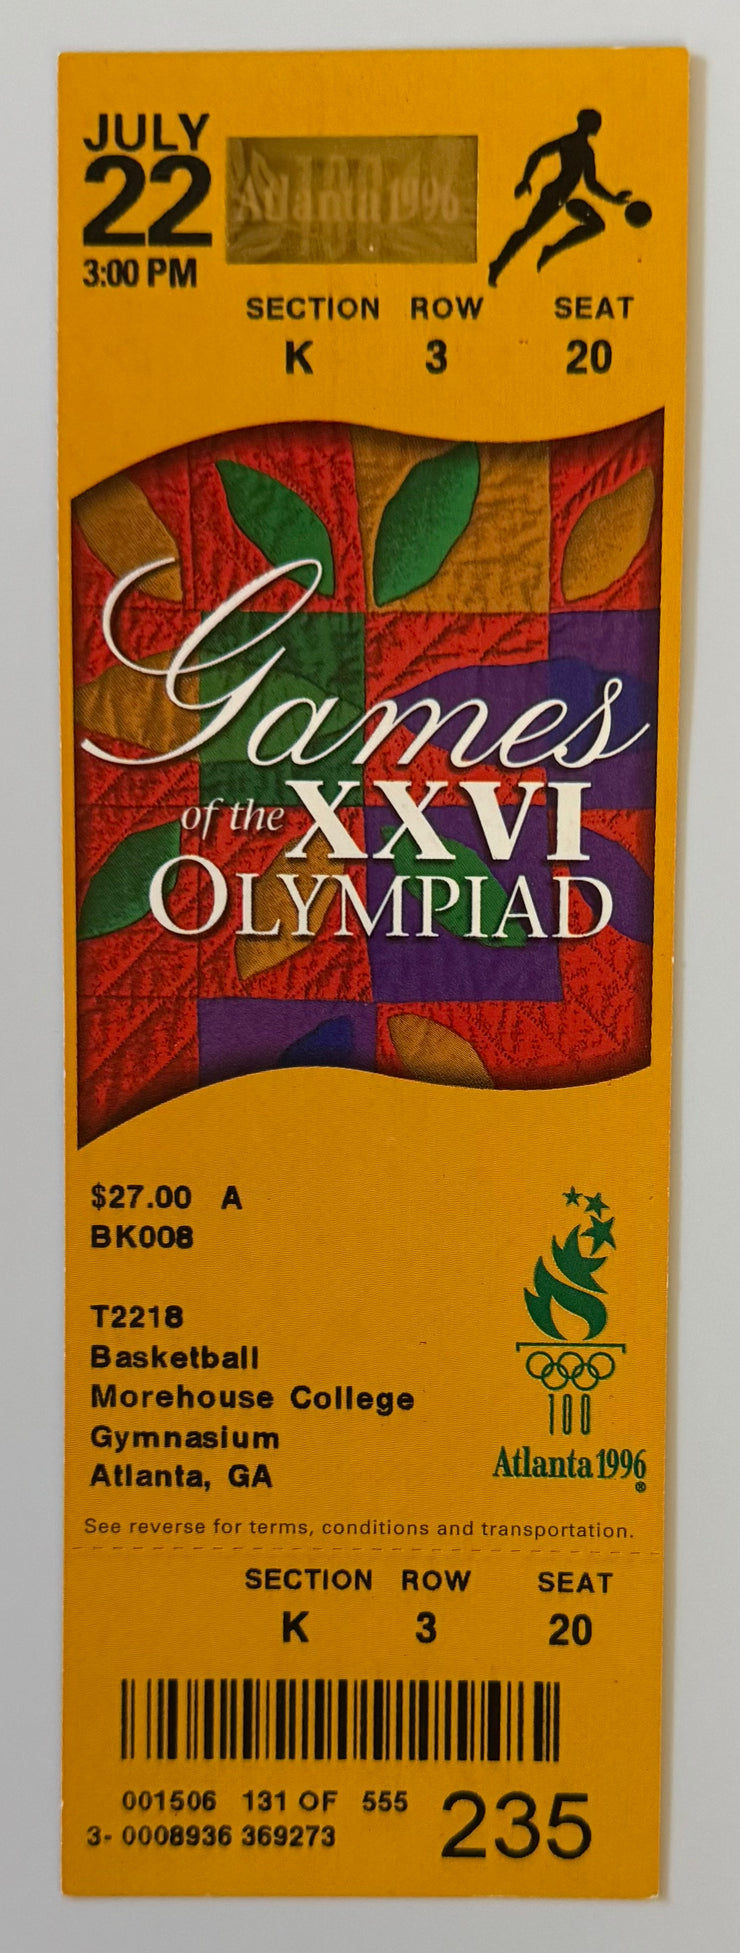 JULY
22
3:00 PM
100
Atlanta 1996
SECTION ROW SEAT
K 3 20
Games
of the XXVI
OLYMPIAD
$27.00 A
BK008
T2218
Basketball
Morehouse College
Gymnasium
Atlanta, GA
100
Atlanta 1996
®
See reverse for terms, conditions and transportation.
SECTION ROW SEAT
K 3 20
001506 131 OF 555
3- 0008936 369273
235